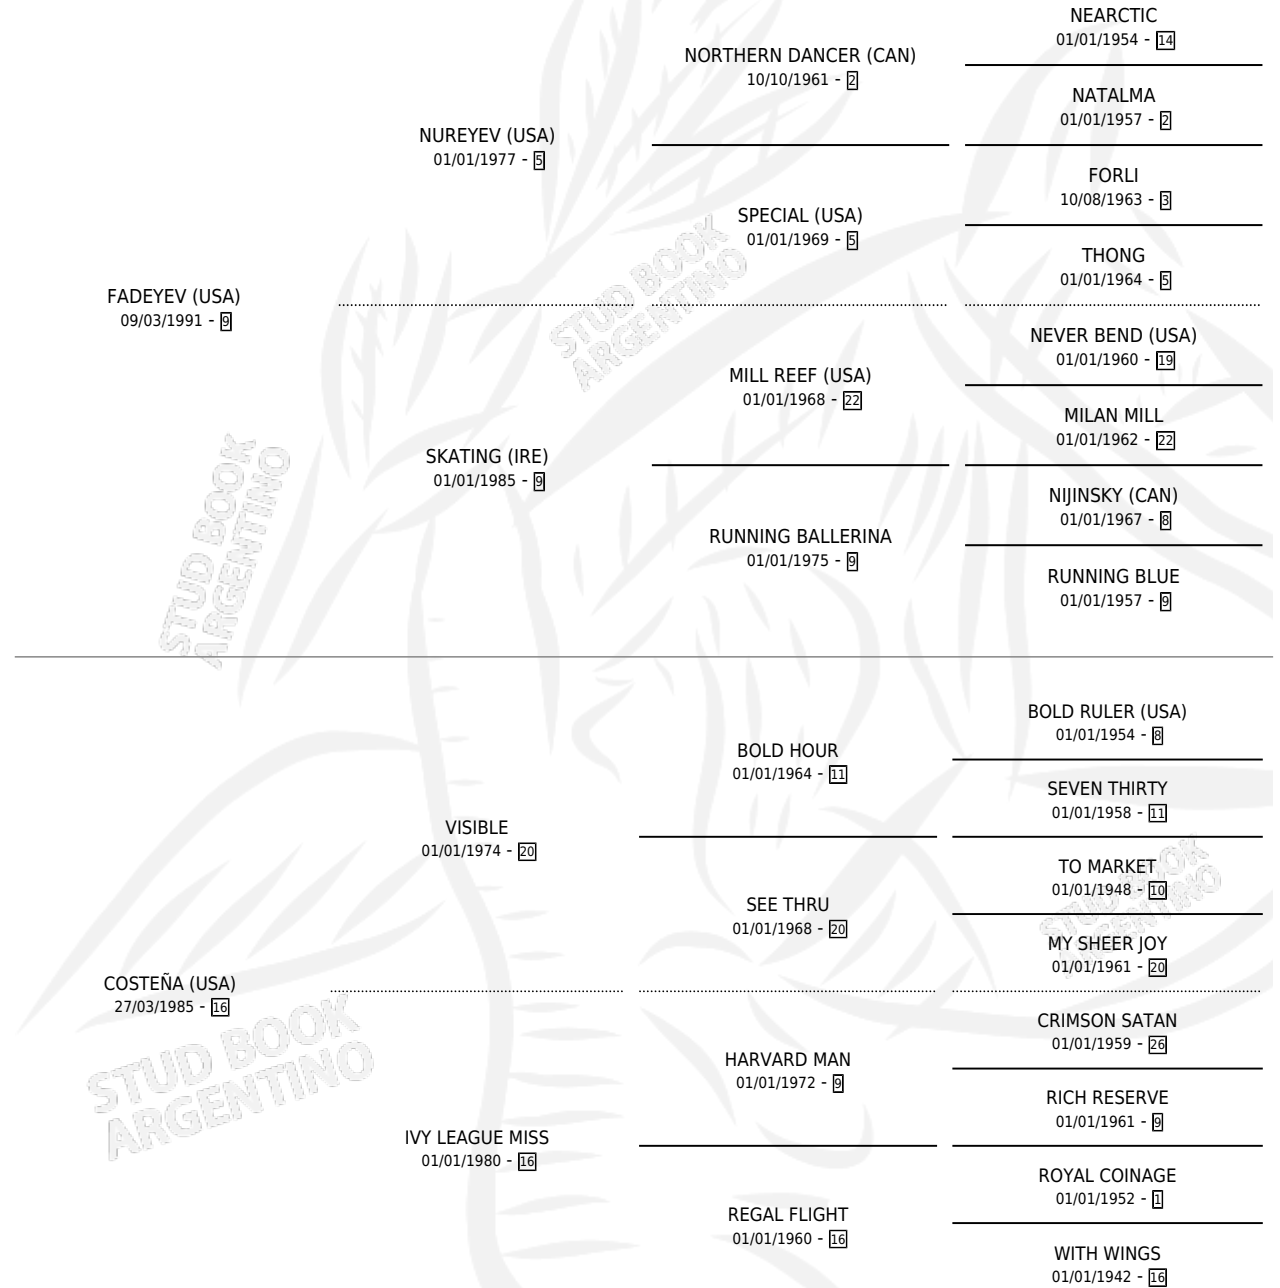 NEARCTIC
01/01/1954 - 14
NORTHERN DANCER (CAN)
10/10/1961 - 2
NATALMA
01/01/1957 - 2
NUREYEV (USA)
01/01/1977 - 5
FORLI
10/08/1963 - 3
SPECIAL (USA)
01/01/1969 - 5
THONG
01/01/1964 - 5
FADEYEV (USA)
09/03/1991 - 9
NEVER BEND (USA)
01/01/1960 - 19
MILL REEF (USA)
01/01/1968 - 22
MILAN MILL
01/01/1962 - 22
SKATING (IRE)
01/01/1985 - 9
NIJINSKY (CAN)
01/01/1967 - 8
RUNNING BALLERINA
01/01/1975 - 9
RUNNING BLUE
01/01/1957 - 9
BOLD RULER (USA)
01/01/1954 - 8
BOLD HOUR
01/01/1964 - 11
SEVEN THIRTY
01/01/1958 - 11
VISIBLE
01/01/1974 - 20
TO MARKET
01/01/1948 - 10
SEE THRU
01/01/1968 - 20
MY SHEER JOY
01/01/1961 - 20
COSTEÑA (USA)
27/03/1985 - 16
CRIMSON SATAN
01/01/1959 - 26
HARVARD MAN
01/01/1972 - 9
RICH RESERVE
01/01/1961 - 9
IVY LEAGUE MISS
01/01/1980 - 16
ROYAL COINAGE
01/01/1952 - 1
REGAL FLIGHT
01/01/1960 - 16
WITH WINGS
01/01/1942 - 16
STUD BOOK
ARGENTINO
STUD BOOK
ARGENTINO
STUD BOOK
ARGENTINO
STUD BOOK
ARGENTINO